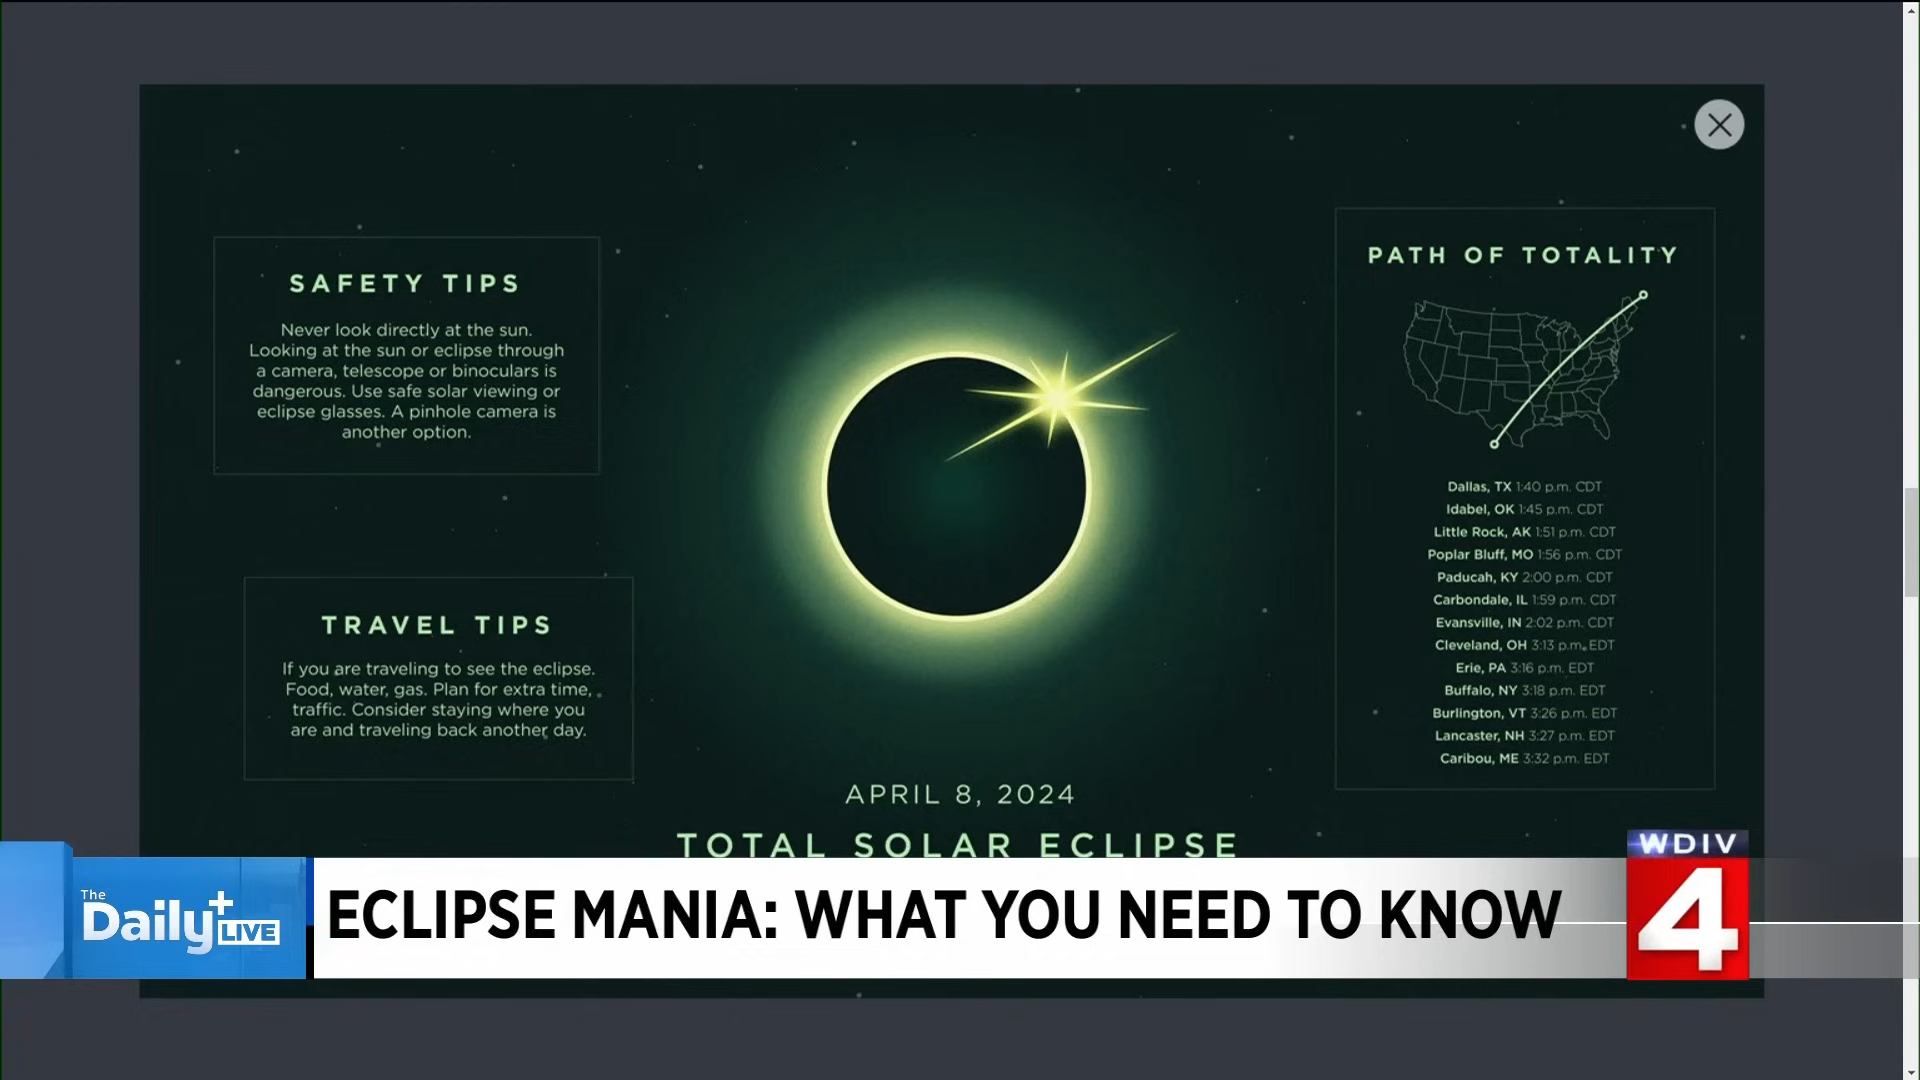 SAFETY TIPS
Never look directly at the sun.
Looking at the sun or eclipse through
a camera, telescope or binoculars is
dangerous. Use safe solar viewing or
eclipse glasses. A pinhole camera is
another option.
TRAVEL TIPS
If you are traveling to see the eclipse.
Food, water, gas. Plan for extra time,
traffic. Consider staying where you
are and traveling back another day.
PATH OF TOTALITY
Dallas, TX 1:40 p.m. CDT
Idabel, OK 1:45 p.m. CDT
Little Rock, AK 1:51 p.m. CDT
Poplar Bluff, MO 1:56 p.m. CDT
Paducah, KY 2:00 p.m. CDT
Carbondale, IL 1:59 p.m. CDT
Evansville, IN 2:02 p.m. CDT
Cleveland, OH 3:13 p.m. EDT
Erie, PA 3:16 p.m. EDT
Buffalo, NY 3:18 p.m. EDT
Burlington, VT 3:26 p.m. EDT
Lancaster, NH 3:27 p.m. EDT
Caribou, ME 3:32 p.m. EDT
APRIL 8, 2024
TOTAL SOLAR ECLIPSE
The
Daily+
LIVE
ECLIPSE MANIA: WHAT YOU NEED TO KNOW
WDIV
4